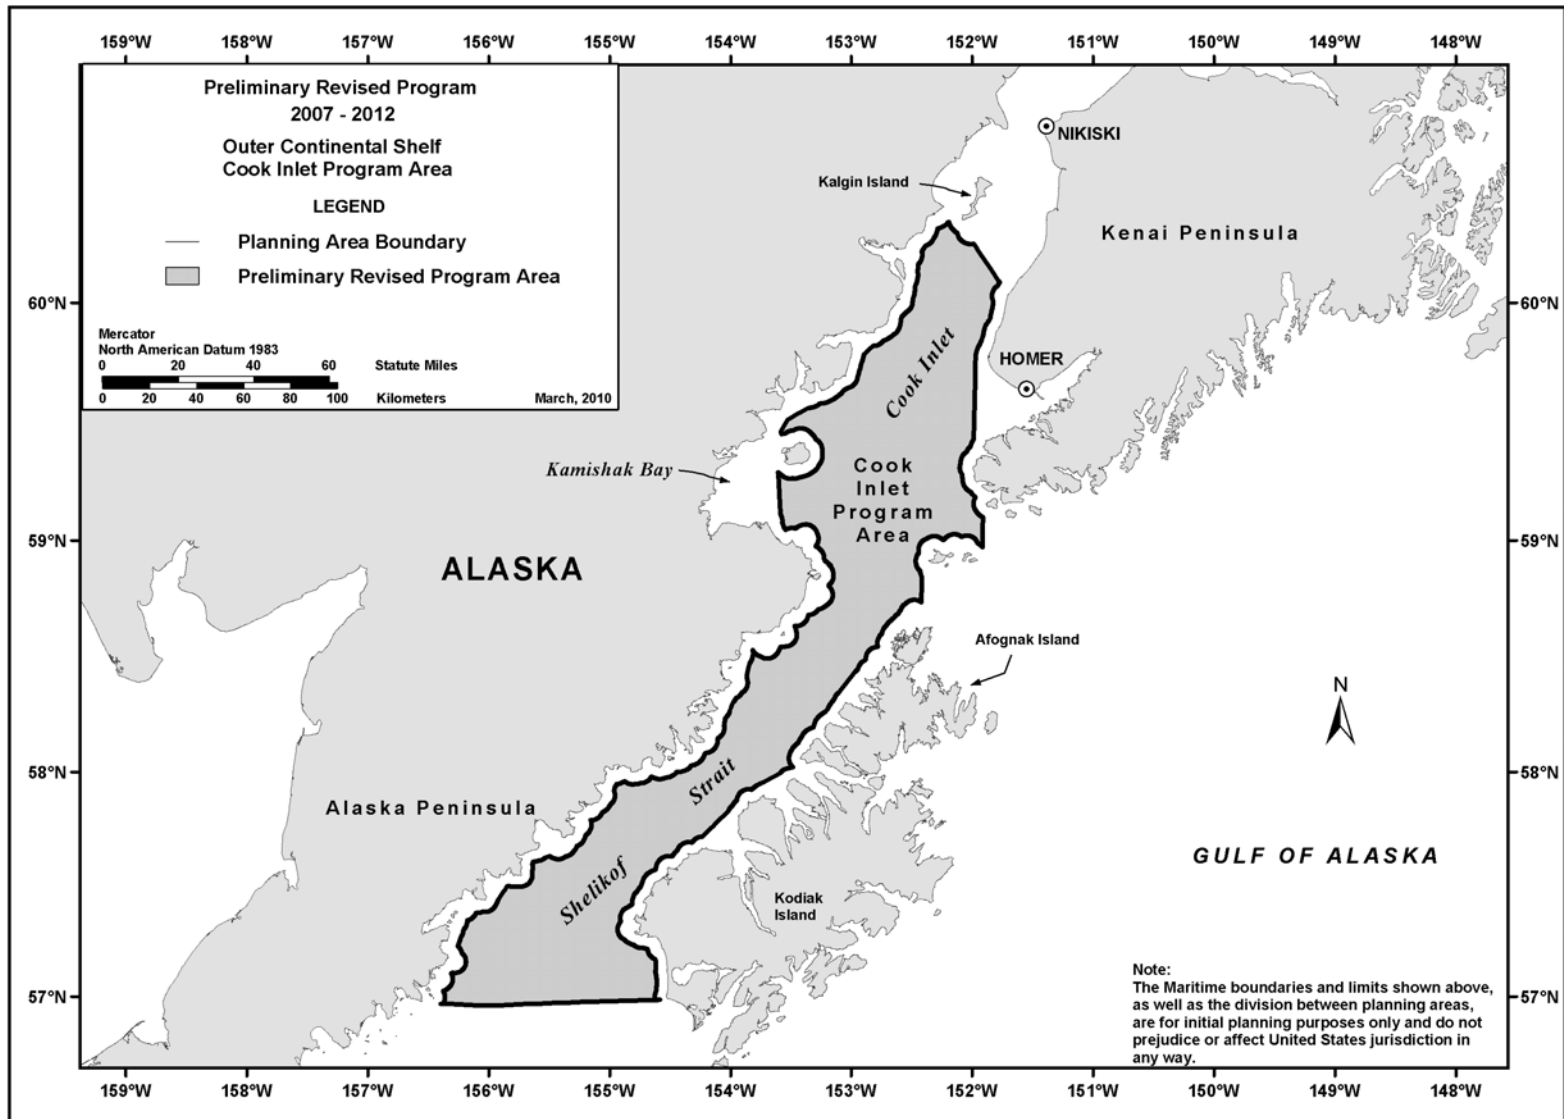 159°W 158°W 157°W 156°W 155°W 154°W 153°W 152°W 151°W 150°W 149°W 148°W
Preliminary Revised Program
2007 - 2012
Outer Continental Shelf
Cook Inlet Program Area
LEGEND
Planning Area Boundary
Preliminary Revised Program Area
Mercator
North American Datum 1983
0 20 40 60 Statute Miles
0 20 40 60 80 100 Kilometers March, 2010
NIKISKI
Kalgin Island
Kenai Peninsula
60°N 60°N
Cook Inlet
HOMER
Kamishak Bay
Cook
Inlet
Program
Area
59°N 59°N
ALASKA
Afognak Island
N
58°N 58°N
Strait
Alaska Peninsula
GULF OF ALASKA
Shelikof
Kodiak
Island
57°N 57°N
Note:
The Maritime boundaries and limits shown above,
as well as the division between planning areas,
are for initial planning purposes only and do not
prejudice or affect United States jurisdiction in
any way.
159°W 158°W 157°W 156°W 155°W 154°W 153°W 152°W 151°W 150°W 149°W 148°W